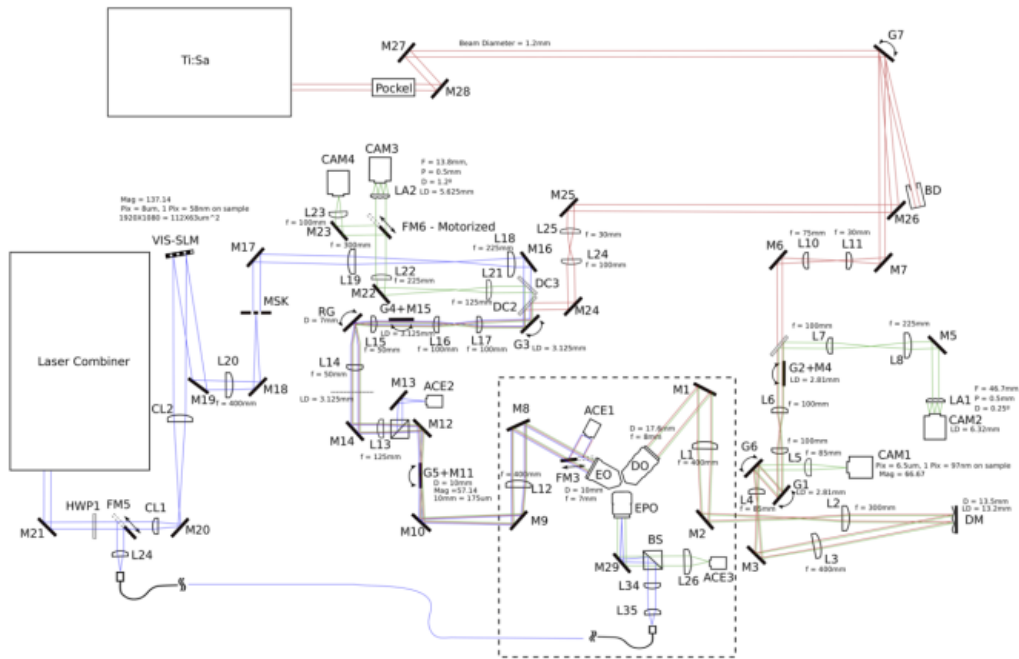 Ti:Sa
M27
Beam Diameter = 1.2mm
G7
Pockel
M28
CAM4
CAM3
F = 13.8mm,
P = 0.5mm
D = 1.2º
LD = 5.625mm
LA2
L23
f = 100mm
M23
FM6 - Motorized
M25
L25
f = 30mm
L24
f = 100mm
M24
BD
M26
Mag = 137.14
Pix = 8um, 1 Pix = 58nm on sample
1920X1080 = 112X63um^2
VIS-SLM
M17
f = 300mm
L19
L22
f = 225mm
M22
L18
f = 225mm
M16
L21
f = 125mm
DC3
DC2
M6
f = 75mm
L10
f = 30mm
L11
M7
MSK
RG
D = 7mm
G4+M15
LD = 3.125mm
L15
f = 50mm
L16
f = 100mm
L17
f = 100mm
G3
LD = 3.125mm
Laser Combiner
L20
f = 400mm
M19
M18
CL2
L14
f = 50mm
LD = 3.125mm
M13
ACE2
M14
L13
f = 125mm
M12
G5+M11
D = 10mm
Mag =57.14
10mm = 175um
M10
f = 100mm
L7
f = 225mm
L8
M5
G2+M4
LD = 2.81mm
L6
f = 100mm
LA1
F = 46.7mm
P = 0.5mm
D = 0.25º
CAM2
LD = 6.32mm
M8
ACE1
M1
D = 17.6mm
f = 8mm
DO
L1
f = 400mm
EO
FM3
D = 10mm
f = 7mm
f = 400mm
L12
M9
EPO
M2
G6
f = 100mm
L5
f = 85mm
CAM1
Pix = 6.5um, 1 Pix = 97nm on sample
Mag = 66.67
G1
LD = 2.81mm
L4
f = 85mm
L2
f = 300mm
D = 13.5mm
LD = 13.2mm
DM
M3
L3
f = 400mm
HWP1
FM5
CL1
M21
M20
L24
M29
BS
L26
ACE3
L34
L35